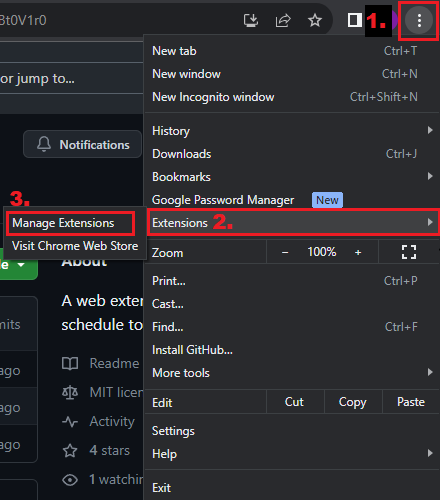 Bt0V1r0
1.
or jump to...
New tab Ctrl+T
New window Ctrl+N
New Incognito window Ctrl+Shift+N
Notifications
History
Downloads Ctrl+J
Bookmarks
Google Password Manager New
3.
Manage Extensions
Extensions 2.
Visit Chrome Web Store
Zoom − 100% +
About
A web exter
schedule to
Print... Ctrl+P
Cast...
Find... Ctrl+F
Install GitHub...
More tools
mits
Readme
ago
MIT licen
Edit Cut Copy Paste
ago
Activity
Settings
ago
4 stars
Help
1 watchin
Exit